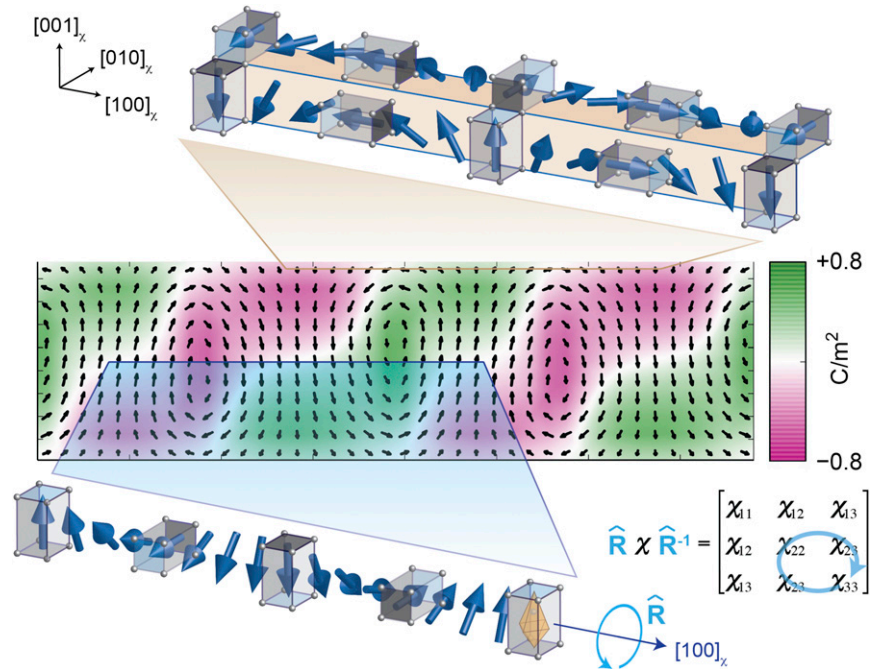 [001]χ
[010]χ
[100]χ
+0.8
C/m²
−0.8
R̂ χ R̂⁻¹ = [χ₁₁ χ₁₂ χ₁₃
χ₁₂ χ₂₂ χ₂₃
χ₁₃ χ₂₃ χ₃₃]
R̂
[100]χ